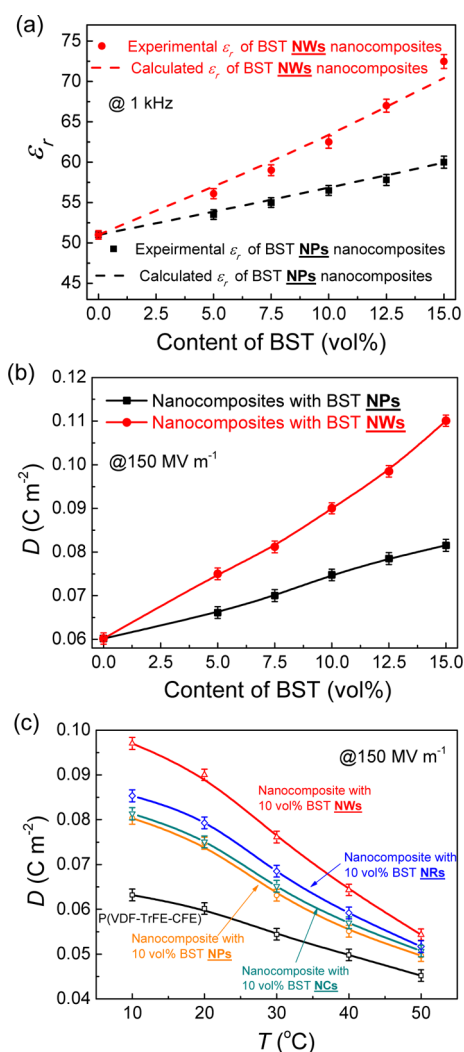 (a)
75
70
65
60
55
50
45
εr
Experimental εr of BST NWs nanocomposites
Calculated εr of BST NWs nanocomposites
@ 1 kHz
Expeirmental εr of BST NPs nanocomposites
Calculated εr of BST NPs nanocomposites
0.0 2.5 5.0 7.5 10.0 12.5 15.0
Content of BST (vol%)
(b)
0.12
0.11
0.10
0.09
0.08
0.07
0.06
D (C m⁻²)
Nanocomposites with BST NPs
Nanocomposites with BST NWs
@150 MV m⁻¹
0.0 2.5 5.0 7.5 10.0 12.5 15.0
Content of BST (vol%)
(c)
0.10
0.09
0.08
0.07
0.06
0.05
0.04
D (C m⁻²)
@150 MV m⁻¹
Nanocomposite with
10 vol% BST NWs
Nanocomposite with
10 vol% BST NRs
P(VDF-TrFE-CFE)
Nanocomposite with
10 vol% BST NPs
Nanocomposite with
10 vol% BST NCs
10 20 30 40 50
T (°C)